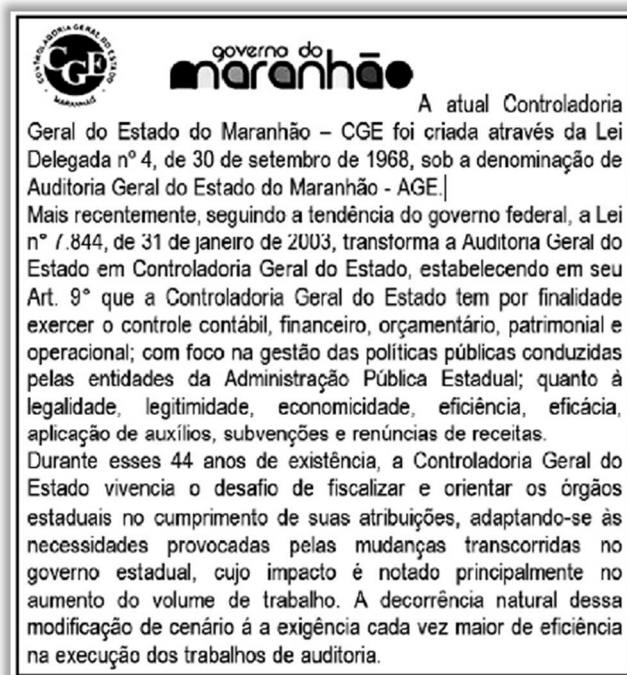 CONTROLADORIA GERAL DO ESTADO
CGE
MARANHÃO
governo do
maranhão
A atual Controladoria
Geral do Estado do Maranhão – CGE foi criada através da Lei
Delegada nº 4, de 30 de setembro de 1968, sob a denominação de
Auditoria Geral do Estado do Maranhão - AGE.
Mais recentemente, seguindo a tendência do governo federal, a Lei
n° 7.844, de 31 de janeiro de 2003, transforma a Auditoria Geral do
Estado em Controladoria Geral do Estado, estabelecendo em seu
Art. 9° que a Controladoria Geral do Estado tem por finalidade
exercer o controle contábil, financeiro, orçamentário, patrimonial e
operacional; com foco na gestão das políticas públicas conduzidas
pelas entidades da Administração Pública Estadual; quanto à
legalidade, legitimidade, economicidade, eficiência, eficácia,
aplicação de auxílios, subvenções e renúncias de receitas.
Durante esses 44 anos de existência, a Controladoria Geral do
Estado vivencia o desafio de fiscalizar e orientar os órgãos
estaduais no cumprimento de suas atribuições, adaptando-se às
necessidades provocadas pelas mudanças transcorridas no
governo estadual, cujo impacto é notado principalmente no
aumento do volume de trabalho. A decorrência natural dessa
modificação de cenário á a exigência cada vez maior de eficiência
na execução dos trabalhos de auditoria.